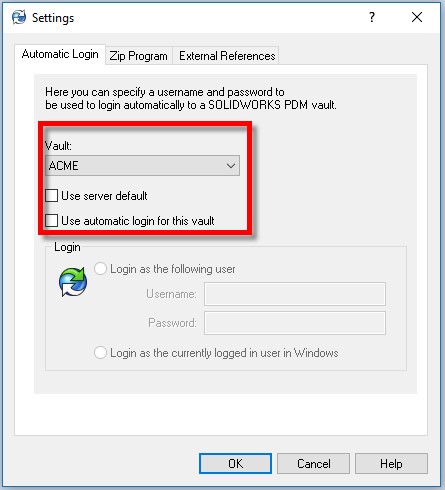 Settings
?
Automatic Login
Zip Program
External References
Here you can specify a username and password to
be used to login automatically to a SOLIDWORKS PDM vault.
Vault:
ACME
Use server default
Use automatic login for this vault
Login
Login as the following user
Username:
Password:
Login as the currently logged in user in Windows
OK
Cancel
Help